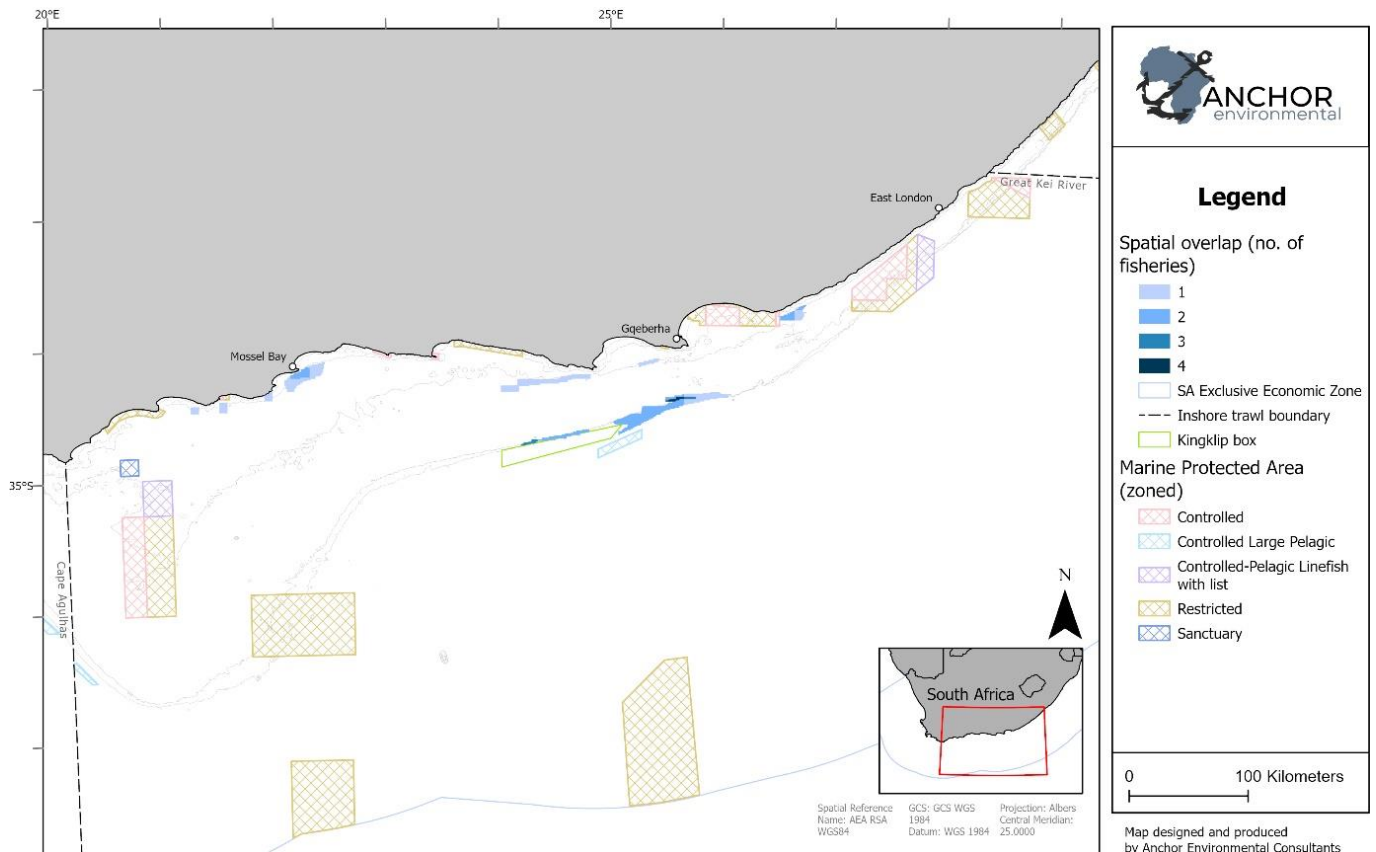 20°E
25°E
ANCHOR
environmental
Great Kei River
East London
Legend
Spatial overlap (no. of
fisheries)
1
2
3
4
SA Exclusive Economic Zone
Inshore trawl boundary
Kingklip box
Marine Protected Area
(zoned)
Controlled
Controlled Large Pelagic
Controlled-Pelagic Linefish
with list
Restricted
Sanctuary
Gqeberha
Mossel Bay
35°S
Cape Agulhas
N
South Africa
0 100 Kilometers
Spatial Reference
Name: AEA RSA
WGS84
GCS: GCS WGS
1984
Datum: WGS 1984
Projection: Albers
Central Meridian:
25.0000
Map designed and produced
by Anchor Environmental Consultants